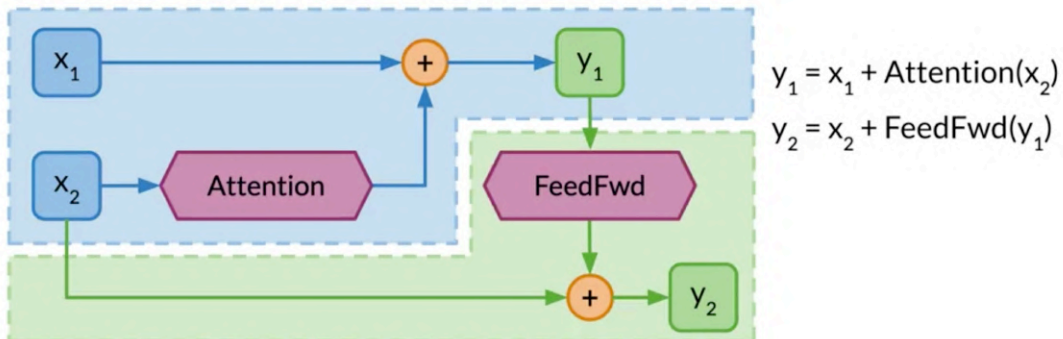 x1
+
y1
y1 = x1 + Attention(x2)
y2 = x2 + FeedFwd(y1)
x2
Attention
FeedFwd
+
y2